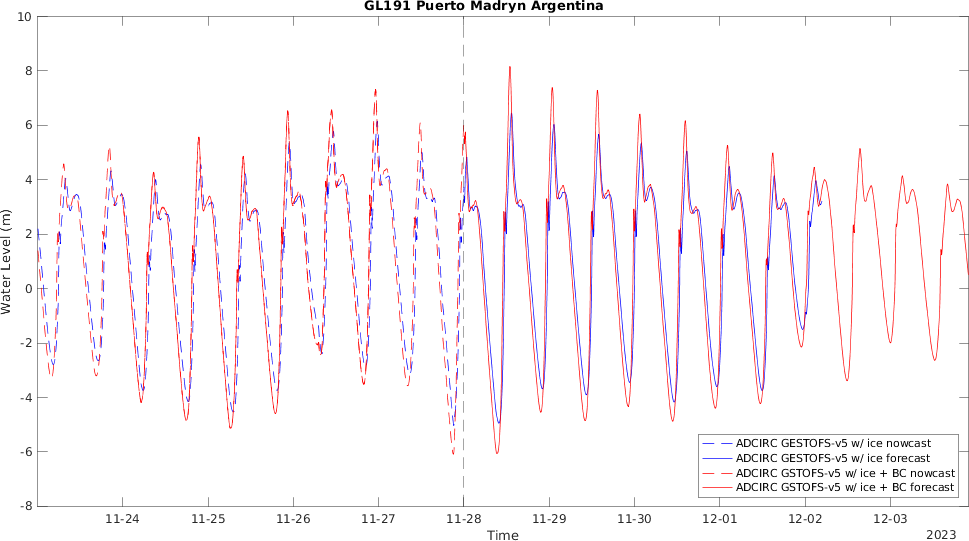 GL191 Puerto Madryn Argentina
10
8
6
4
2
0
-2
-4
-6
-8
Water Level (m)
11-24 11-25 11-26 11-27 11-28 11-29 11-30 12-01 12-02 12-03
Time
2023
ADCIRC GESTOFS-v5 w/ ice nowcast
ADCIRC GESTOFS-v5 w/ ice forecast
ADCIRC GSTOFS-v5 w/ ice + BC nowcast
ADCIRC GSTOFS-v5 w/ ice + BC forecast